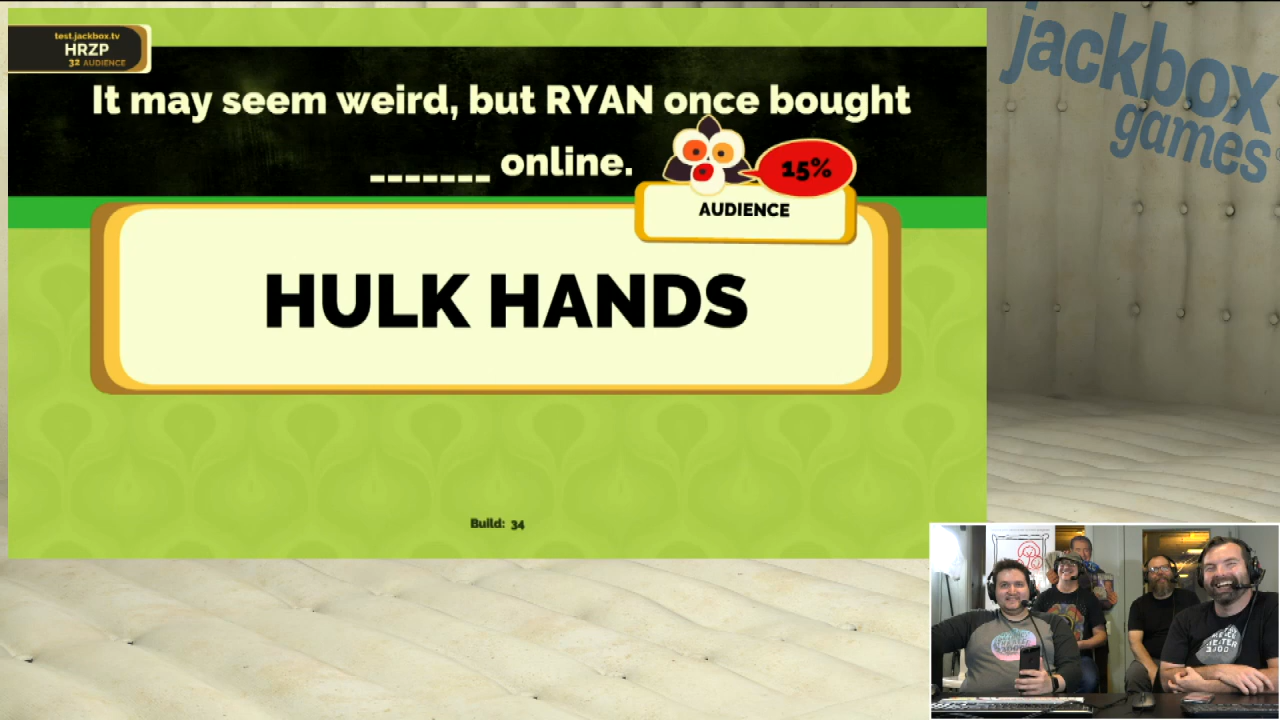 test.jackbox.tv
HRZP
32 AUDIENCE
It may seem weird, but RYAN once bought
_______ online.
15%
AUDIENCE
HULK HANDS
Build: 34
jackbox
games